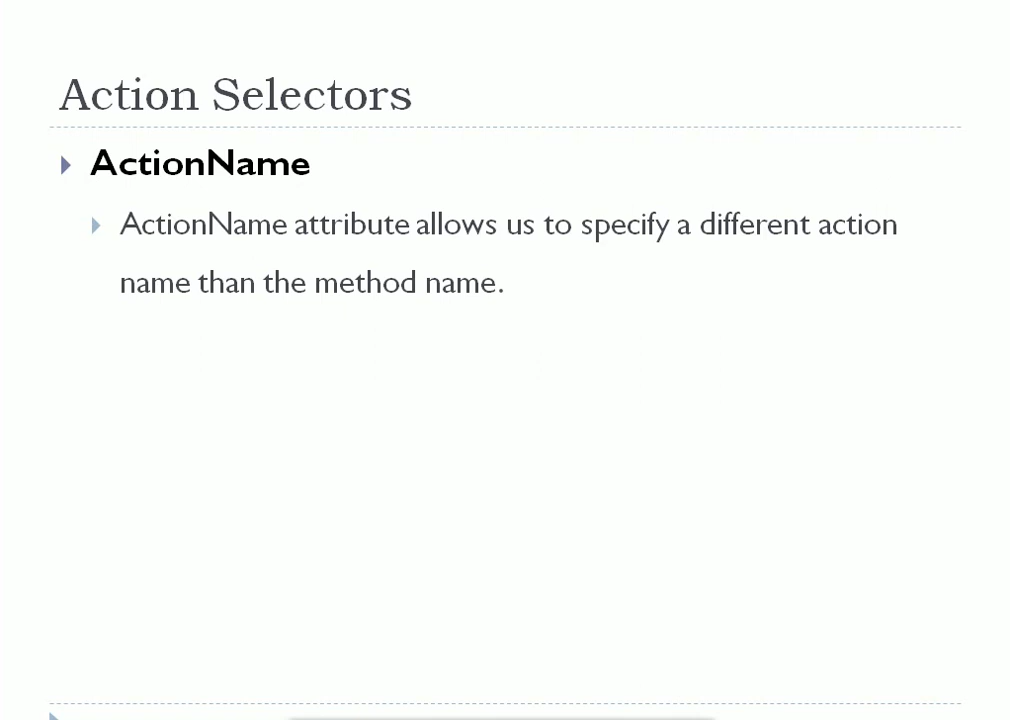 Action Selectors
ActionName
ActionName attribute allows us to specify a different action
name than the method name.